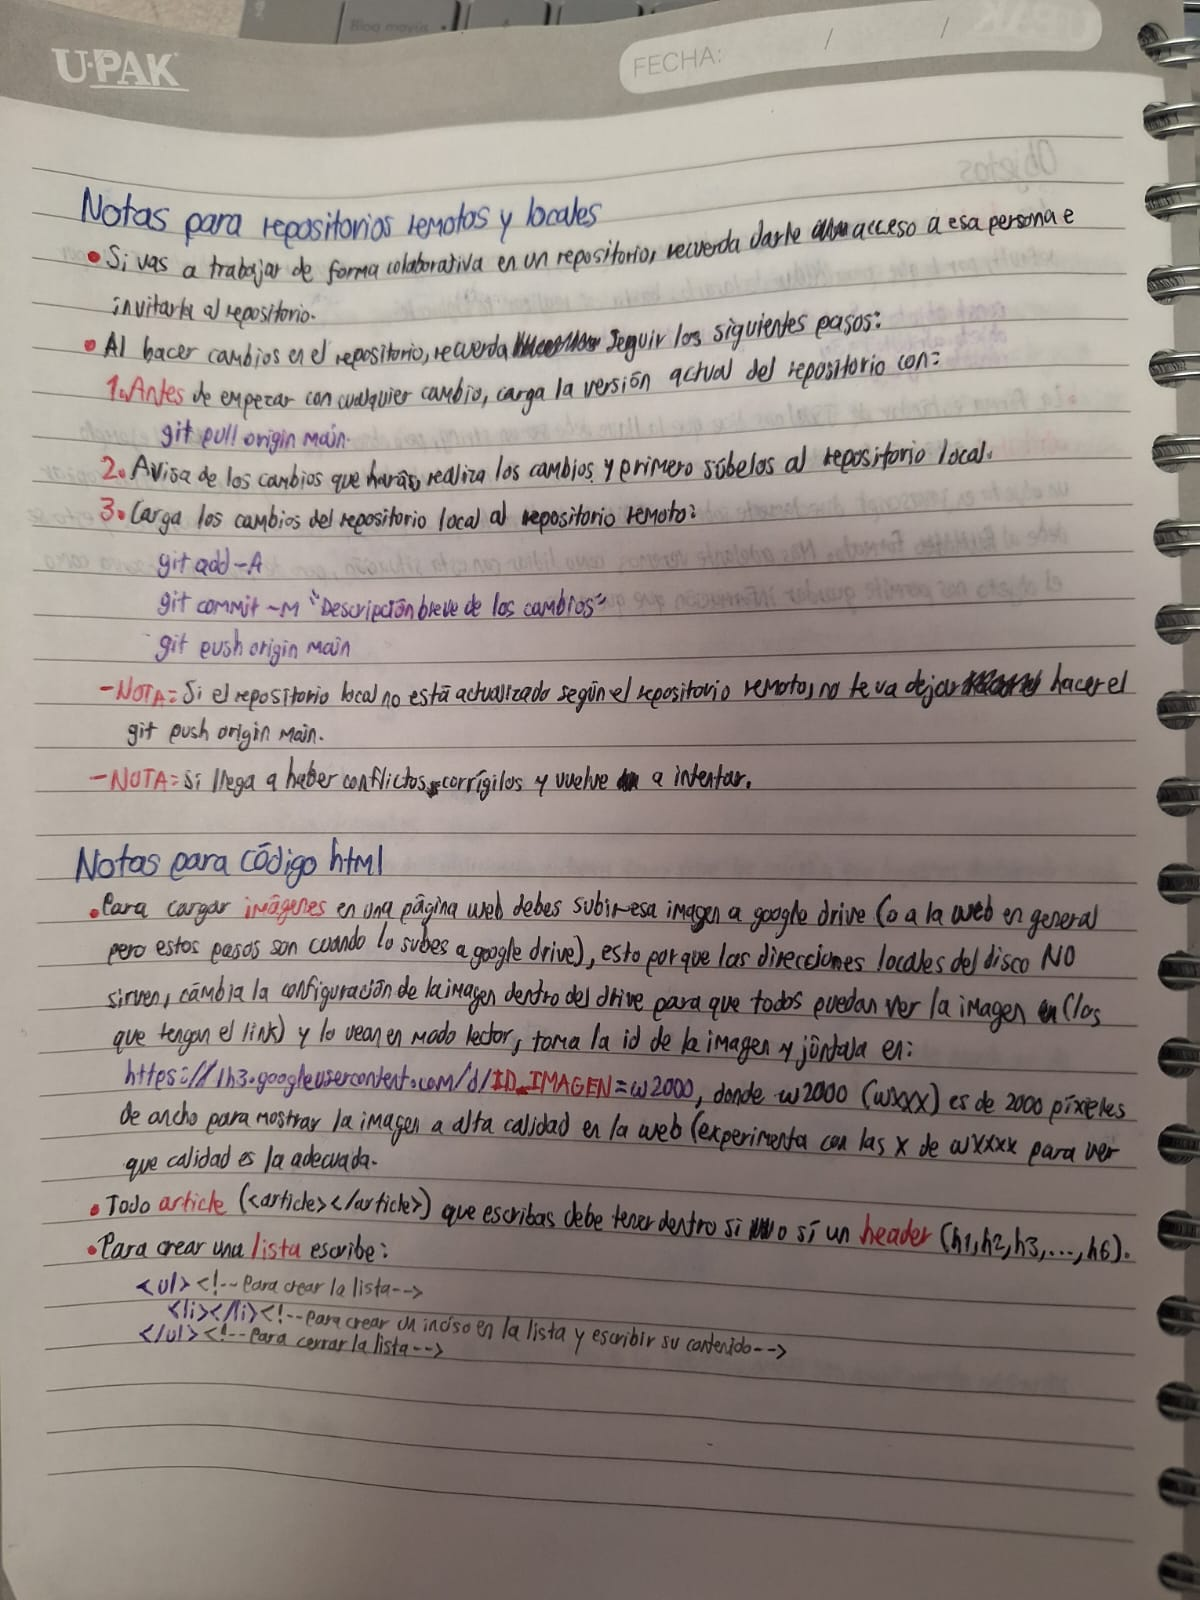 Bloq mayús
U·PAK
FECHA: / /
Notas para repositorios remotos y locales
• Si vas a trabajar de forma colaborativa en un repositorio, recuerda darle acceso a esa persona e
invitarla al repositorio.
• Al hacer cambios en el repositorio, recuerda seguir los siguientes pasos:
1. Antes de empezar con cualquier cambio, carga la versión actual del repositorio con:
git pull origin main.
2. Avisa de los cambios que harás, realiza los cambios y primero súbelos al repositorio local.
3. Carga los cambios del repositorio local al repositorio remoto:
git add -A
git commit -M "Descripción breve de los cambios"
git push origin main
- NOTA: Si el repositorio local no está actualizado según el repositorio remoto, no te va dejar hacer el
git push origin main.
- NOTA: Si llega a haber conflictos, corrígilos y vuelve a intentar.
Notas para código html
• Para cargar imágenes en una página web debes subir esa imagen a google drive (o a la web en general
pero estos pasos son cuando lo subes a google drive), esto porque las direcciones locales del disco NO
sirven, cámbia la configuración de la imagen dentro del drive para que todos puedan ver la imagen (los
que tengan el link) y lo vean en modo lector, toma la id de la imagen y júntala en:
https://lh3.googleusercontent.com/d/ID_IMAGEN=w2000, donde w2000 (wXXX) es de 2000 píxeles
de ancho para mostrar la imagen a alta calidad en la web (experimenta con las x de wXXXX para ver
que calidad es la adecuada.
• Todo article (<article></article>) que escribas debe tener dentro si o sí un header (h1,h2,h3,...,h6).
• Para crear una lista escribe:
<ul><!--Para crear la lista-->
<li></li><!--Para crear un inciso en la lista y escribir su contenido-->
</ul><!--Para cerrar la lista-->